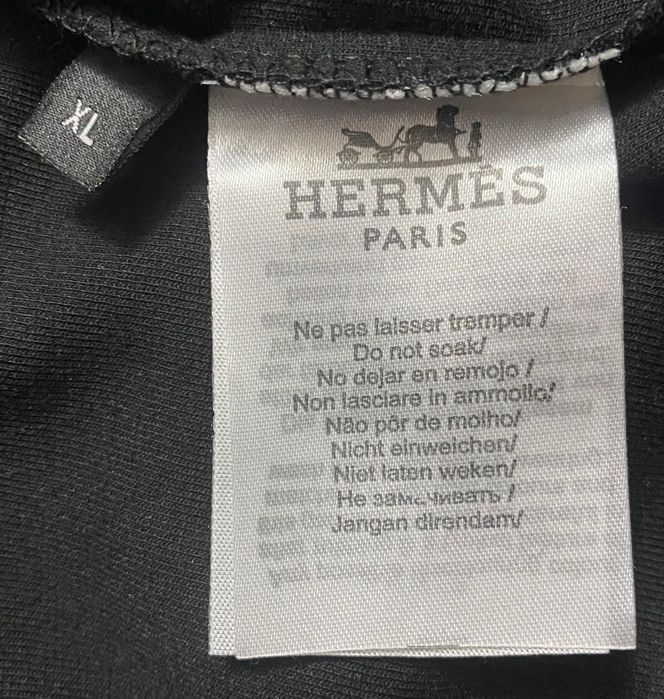 XL
HERMÈS
PARIS
Ne pas laisser tremper /
Do not soak/
No dejar en remojo /
Non lasciare in ammollo/
Não pôr de molho/
Nicht einweichen/
Niet laten weken/
Не замачивать /
Jangan direndam/